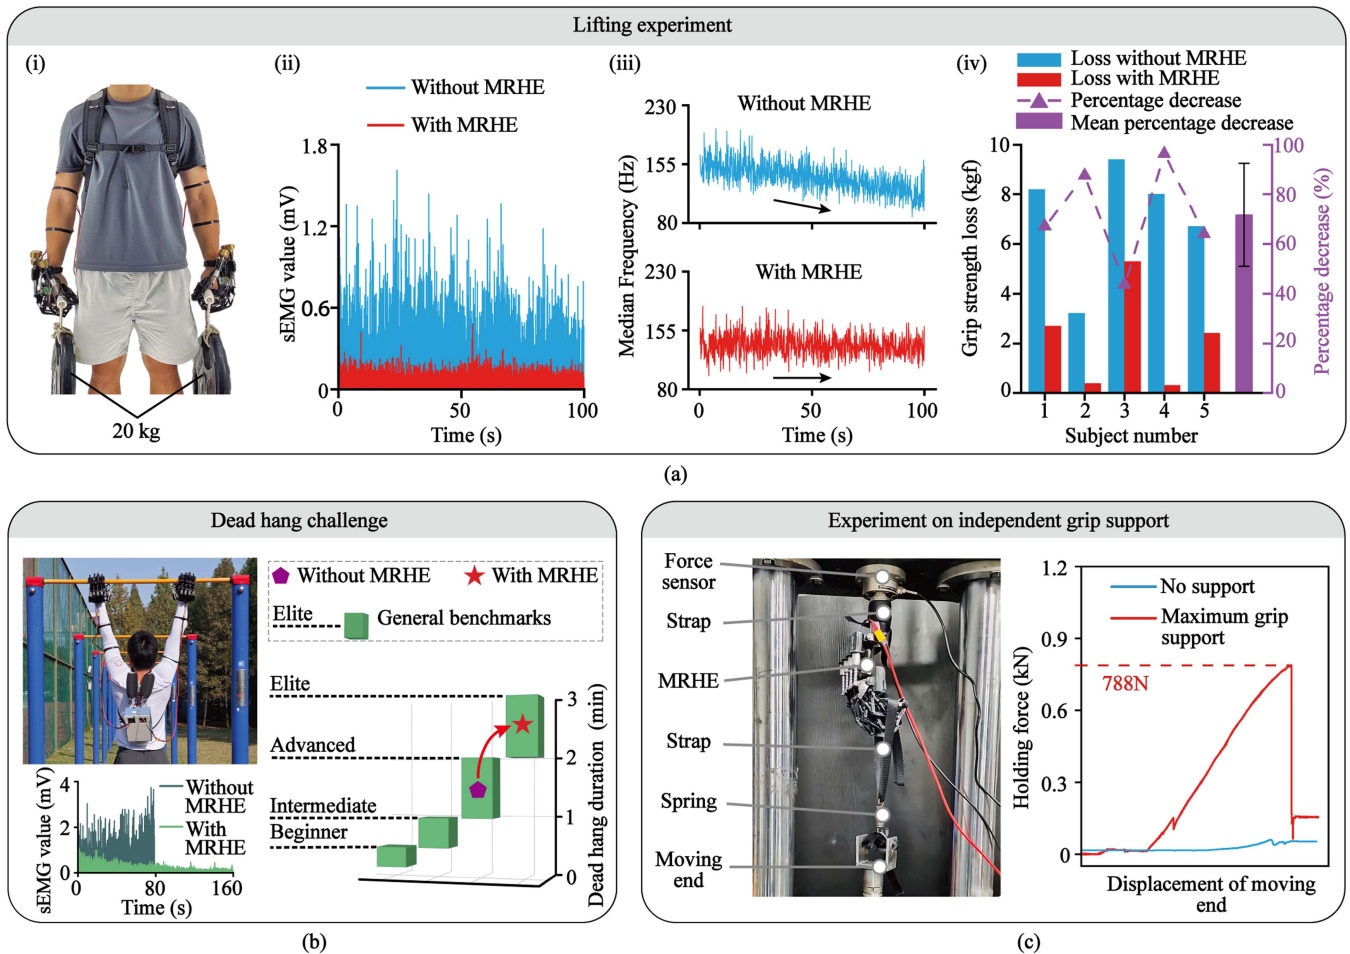 Lifting experiment
(i)
20 kg
(ii)
Without MRHE
With MRHE
sEMG value (mV)
1.8
1.2
0.6
0
0
50
100
Time (s)
(iii)
Without MRHE
Median Frequency (Hz)
230
155
80
With MRHE
230
155
80
0
50
100
Time (s)
(iv)
Loss without MRHE
Loss with MRHE
Percentage decrease
Mean percentage decrease
Grip strength loss (kgf)
10
8
6
4
2
0
100
80
60
40
20
0
Percentage decrease (%)
1
2
3
4
5
Subject number
(a)
Dead hang challenge
Without MRHE
With MRHE
Elite
General benchmarks
Elite
Advanced
Intermediate
Beginner
3
2
1
0
Dead hang duration (min)
sEMG value (mV)
4
2
0
Without
MRHE
With
MRHE
0
80
160
Time (s)
(b)
Experiment on independent grip support
Force
sensor
Strap
MRHE
Strap
Spring
Moving
end
Holding force (kN)
1.2
0.9
0.6
0.3
0
No support
Maximum grip
support
788N
Displacement of moving
end
(c)